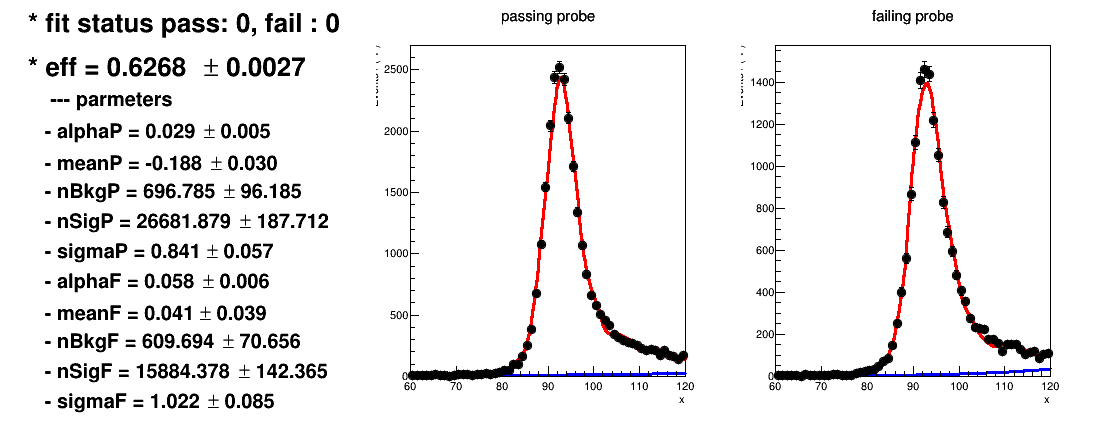 * fit status pass: 0, fail : 0
* eff = 0.6268 ± 0.0027
--- parmeters
- alphaP = 0.029 ± 0.005
- meanP = -0.188 ± 0.030
- nBkgP = 696.785 ± 96.185
- nSigP = 26681.879 ± 187.712
- sigmaP = 0.841 ± 0.057
- alphaF = 0.058 ± 0.006
- meanF = 0.041 ± 0.039
- nBkgF = 609.694 ± 70.656
- nSigF = 15884.378 ± 142.365
- sigmaF = 1.022 ± 0.085
passing probe
2500
2000
1500
1000
500
0
60 70 80 90 100 110 120
x
failing probe
1400
1200
1000
800
600
400
200
0
60 70 80 90 100 110 120
x